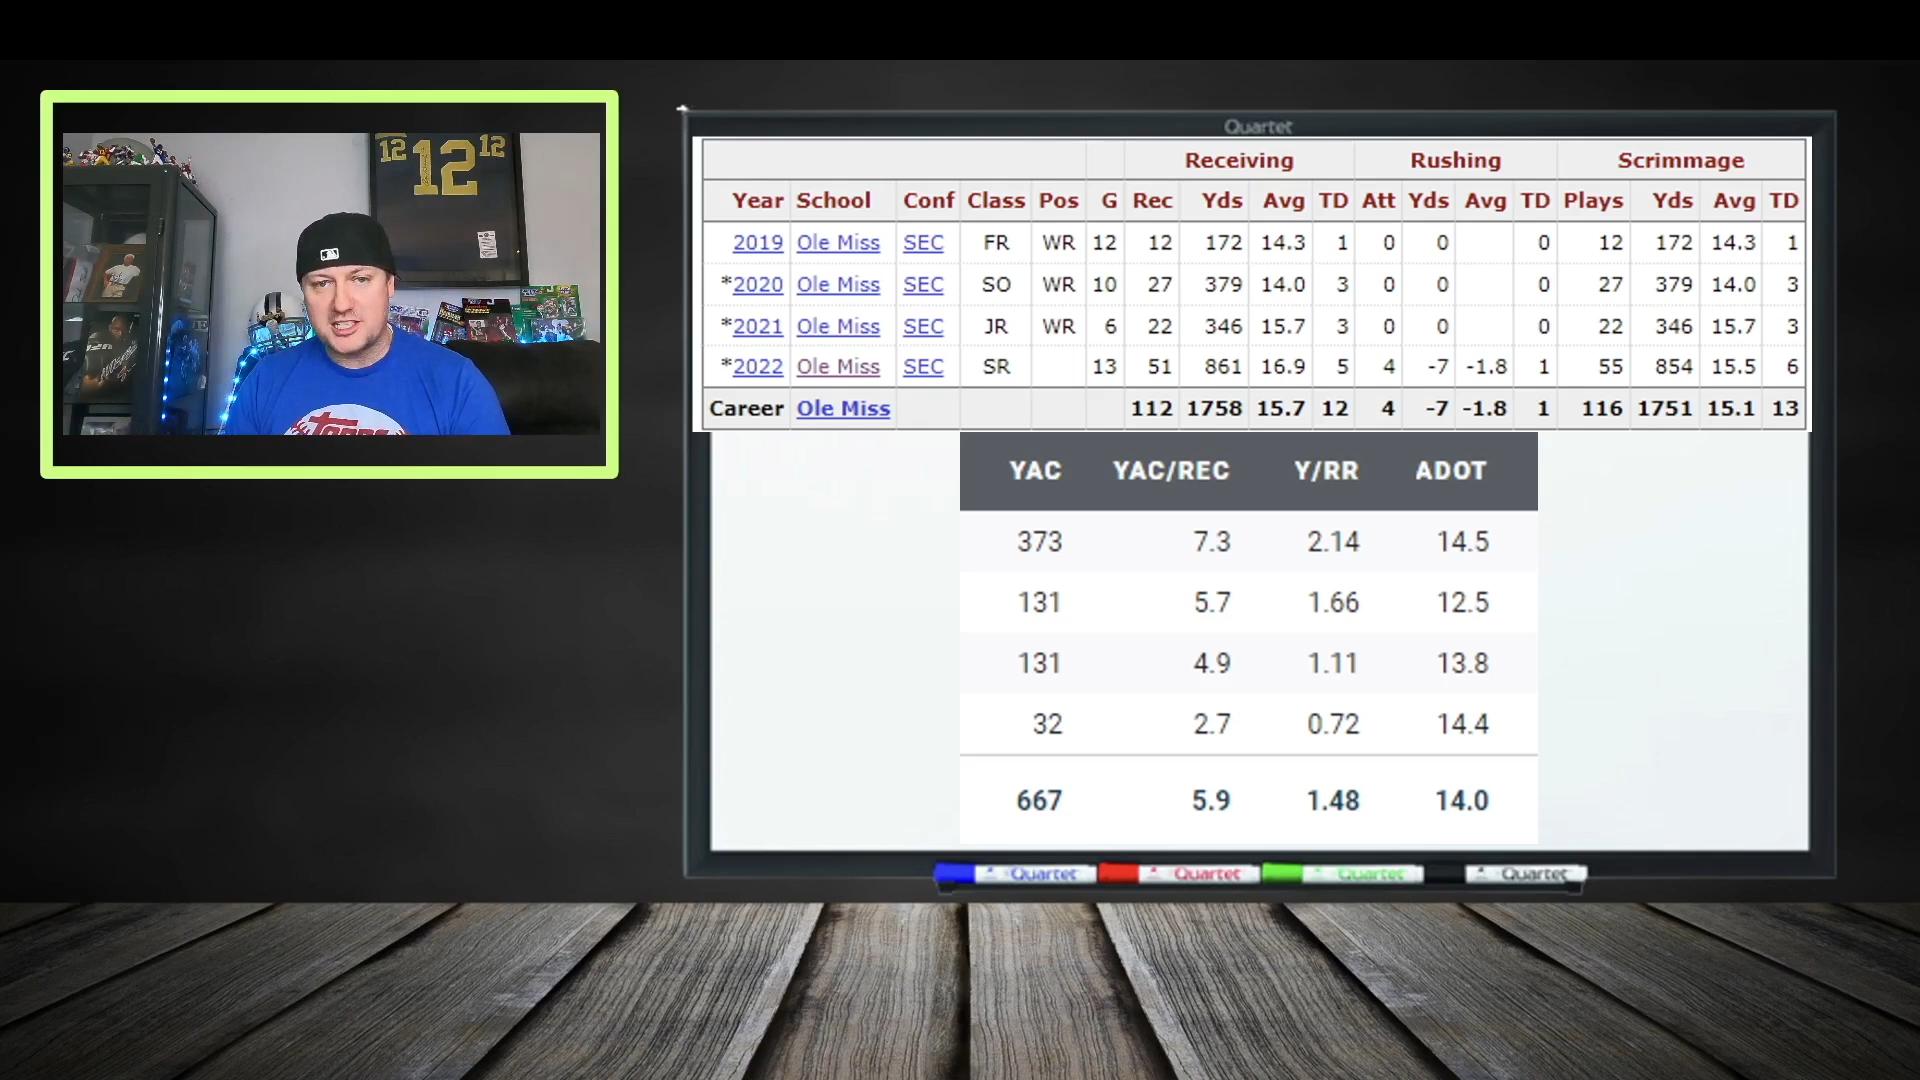 12 12 12
Topps
Quartet
Receiving Rushing Scrimmage
Year School Conf Class Pos G Rec Yds Avg TD Att Yds Avg TD Plays Yds Avg TD
2019 Ole Miss SEC FR WR 12 12 172 14.3 1 0 0 0 12 172 14.3 1
*2020 Ole Miss SEC SO WR 10 27 379 14.0 3 0 0 0 27 379 14.0 3
*2021 Ole Miss SEC JR WR 6 22 346 15.7 3 0 0 0 22 346 15.7 3
*2022 Ole Miss SEC SR 13 51 861 16.9 5 4 -7 -1.8 1 55 854 15.5 6
Career Ole Miss 112 1758 15.7 12 4 -7 -1.8 1 116 1751 15.1 13
YAC YAC/REC Y/RR ADOT
373 7.3 2.14 14.5
131 5.7 1.66 12.5
131 4.9 1.11 13.8
32 2.7 0.72 14.4
667 5.9 1.48 14.0
Quartet Quartet Quartet Quartet